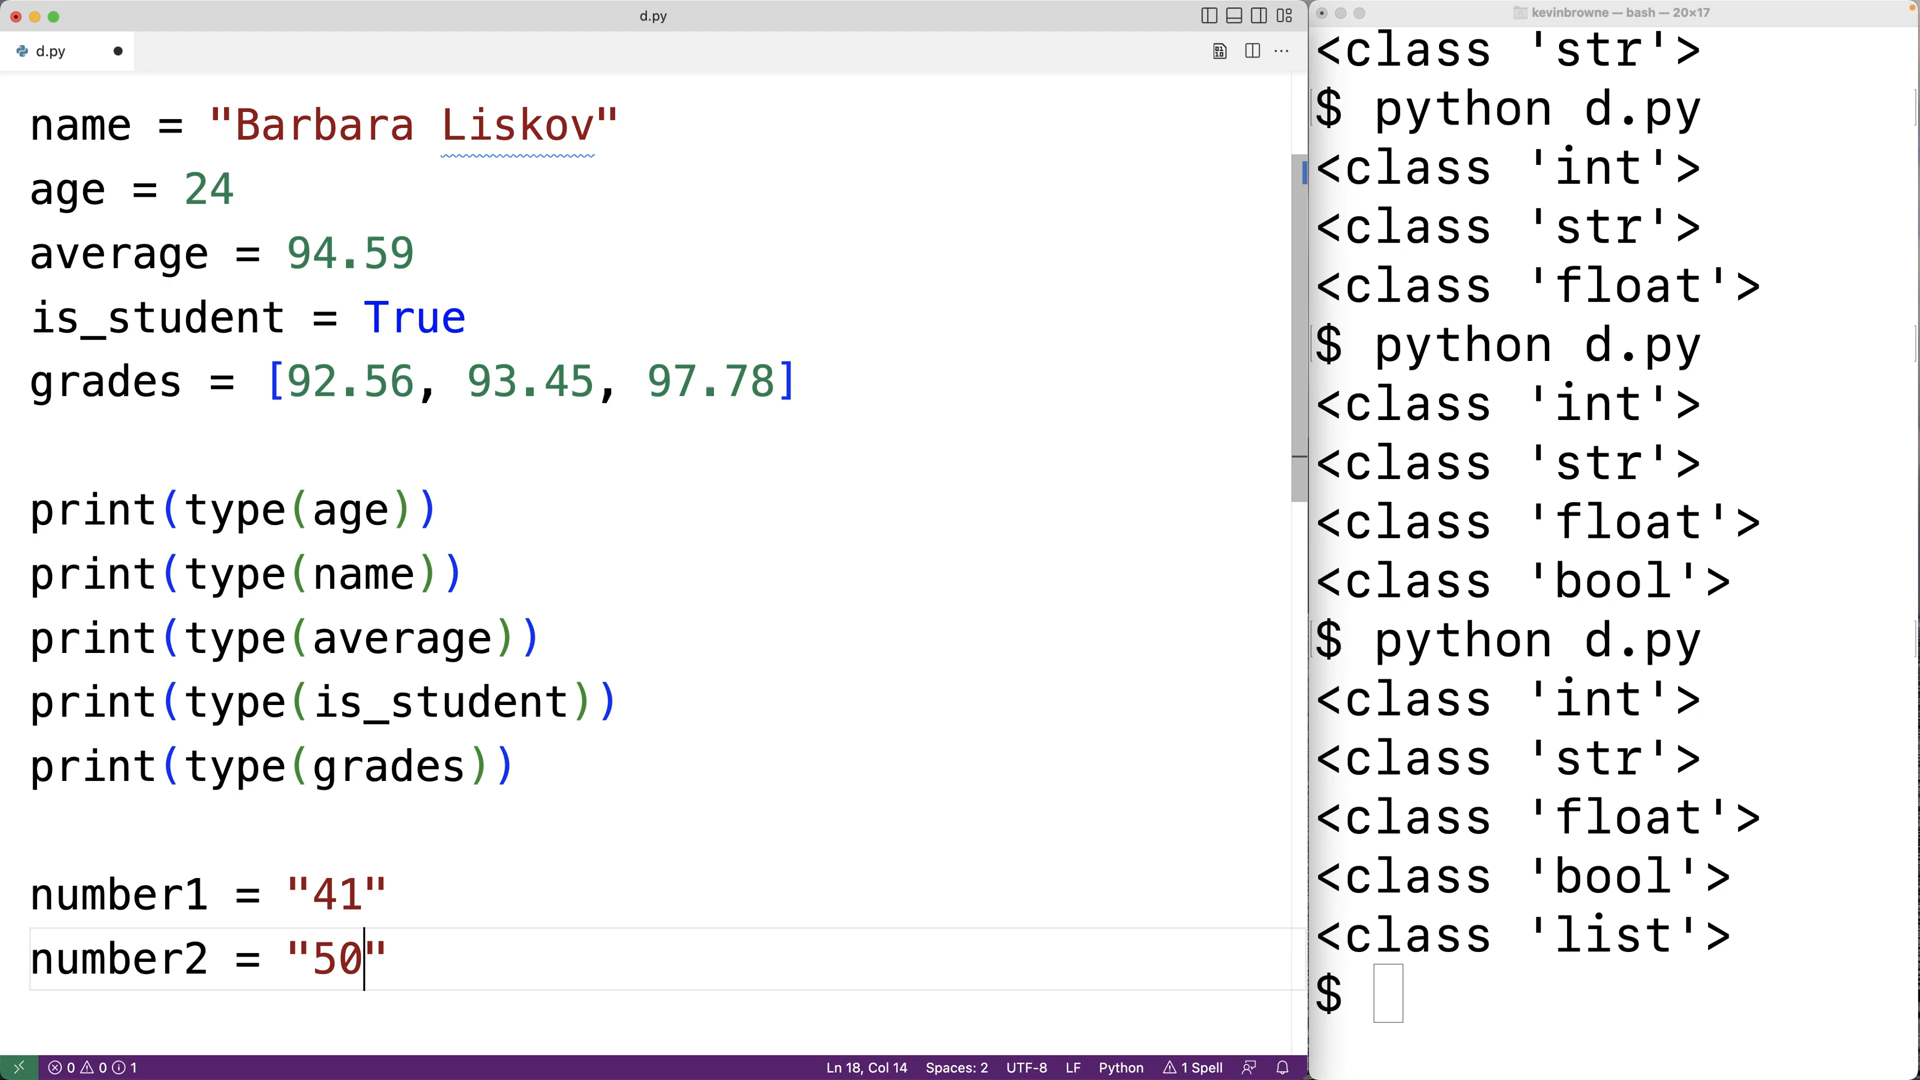 d.py
d.py
name = "Barbara Liskov"
age = 24
average = 94.59
is_student = True
grades = [92.56, 93.45, 97.78]
print(type(age))
print(type(name))
print(type(average))
print(type(is_student))
print(type(grades))
number1 = "41"
number2 = "50"
0 0 1
Ln 18, Col 14 Spaces: 2 UTF-8 LF Python 1 Spell
kevinbrowne — bash — 20×17
<class 'str'>
$ python d.py
<class 'int'>
<class 'str'>
<class 'float'>
$ python d.py
<class 'int'>
<class 'str'>
<class 'float'>
<class 'bool'>
$ python d.py
<class 'int'>
<class 'str'>
<class 'float'>
<class 'bool'>
<class 'list'>
$